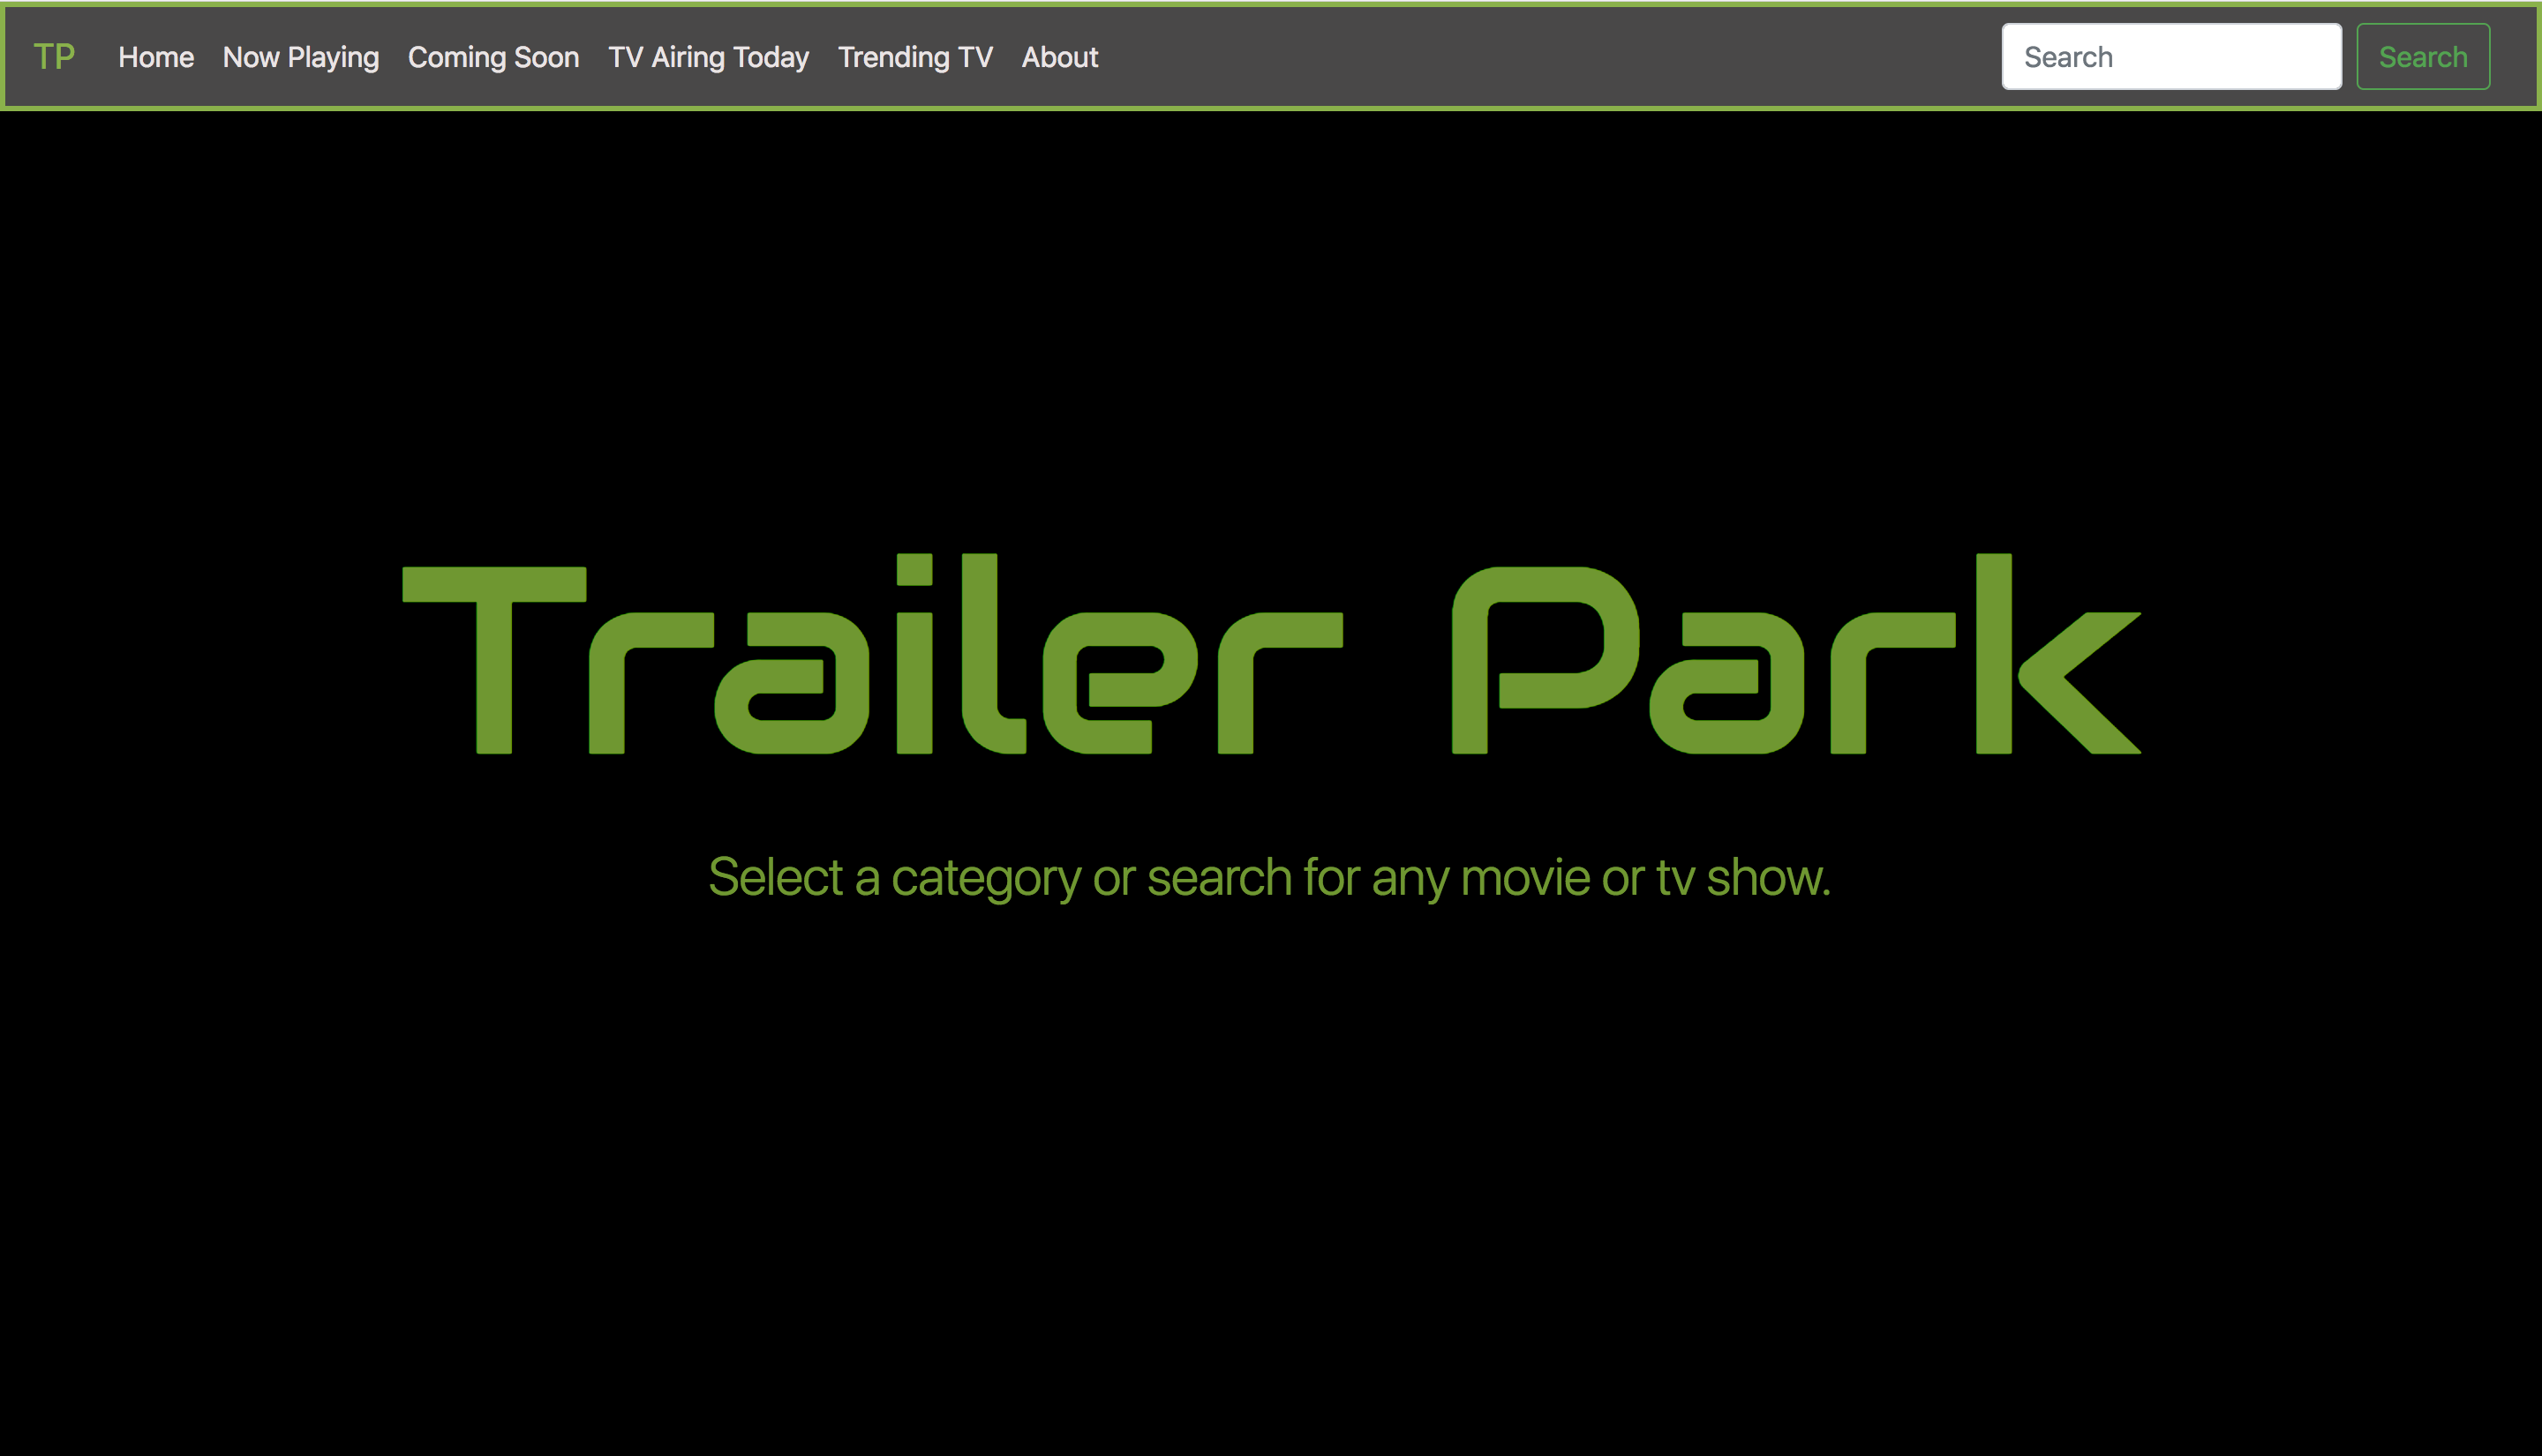 TP Home Now Playing Coming Soon TV Airing Today Trending TV About Search Search
Trailer Park
Select a category or search for any movie or tv show.